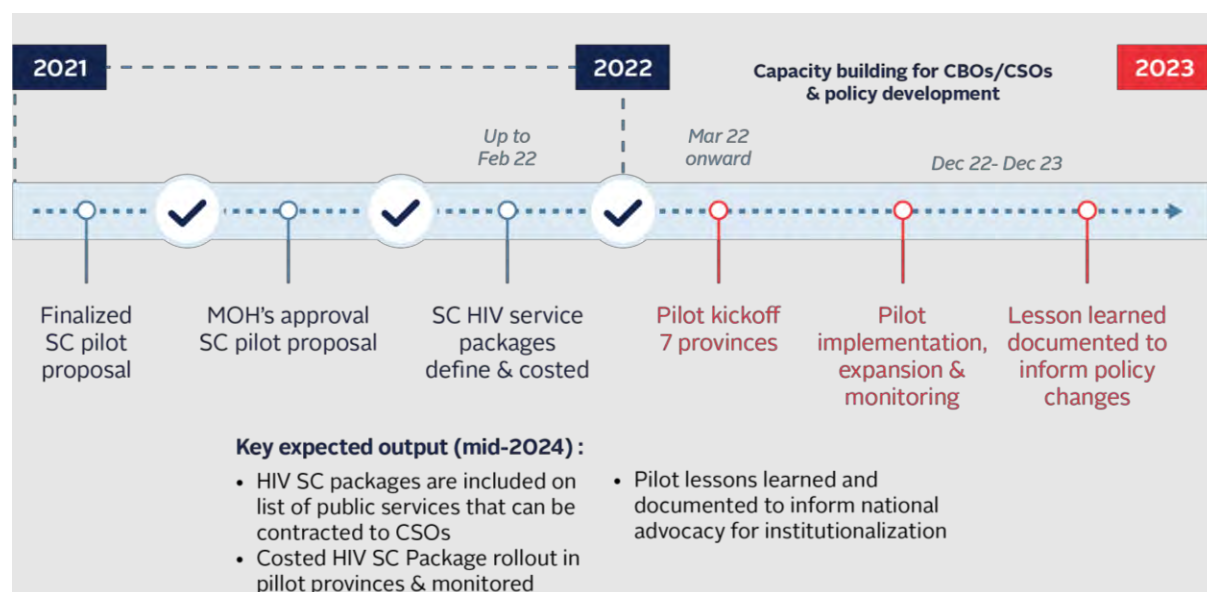 2021
2022
Capacity building for CBOs/CSOs
& policy development
2023
Up to
Feb 22
Mar 22
onward
Dec 22- Dec 23
Finalized
SC pilot
proposal
MOH's approval
SC pilot proposal
SC HIV service
packages
define & costed
Pilot kickoff
7 provinces
Pilot
implementation,
expansion &
monitoring
Lesson learned
documented to
inform policy
changes
Key expected output (mid-2024) :
• HIV SC packages are included on
list of public services that can be
contracted to CSOs
• Costed HIV SC Package rollout in
pillot provinces & monitored
• Pilot lessons learned and
documented to inform national
advocacy for institutionalization